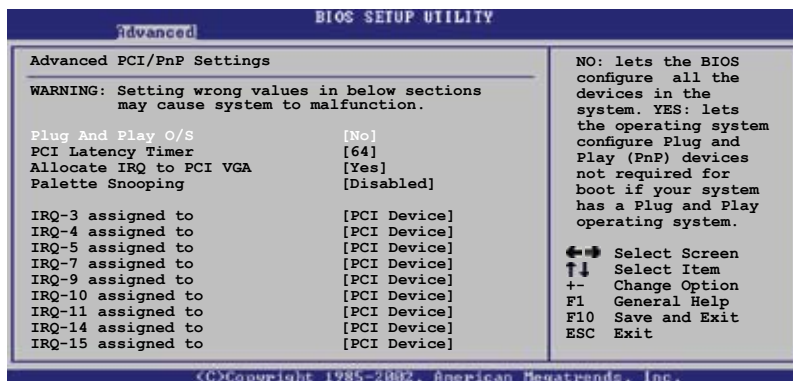 BIOS SETUP UTILITY
Advanced
Advanced PCI/PnP Settings
WARNING: Setting wrong values in below sections
may cause system to malfunction.
Plug And Play O/S [No]
PCI Latency Timer [64]
Allocate IRQ to PCI VGA [Yes]
Palette Snooping [Disabled]
IRQ-3 assigned to [PCI Device]
IRQ-4 assigned to [PCI Device]
IRQ-5 assigned to [PCI Device]
IRQ-7 assigned to [PCI Device]
IRQ-9 assigned to [PCI Device]
IRQ-10 assigned to [PCI Device]
IRQ-11 assigned to [PCI Device]
IRQ-14 assigned to [PCI Device]
IRQ-15 assigned to [PCI Device]
NO: lets the BIOS
configure all the
devices in the
system. YES: lets
the operating system
configure Plug and
Play (PnP) devices
not required for
boot if your system
has a Plug and Play
operating system.
←→ Select Screen
↑↓ Select Item
+- Change Option
F1 General Help
F10 Save and Exit
ESC Exit
(C)Copyright 1985-2002, American Megatrends, Inc.